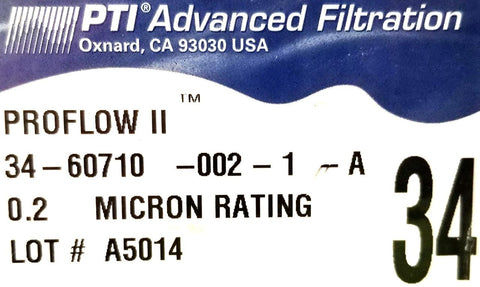 PTI® Advanced Filtration
Oxnard, CA 93030 USA
PROFLOW II ™
34-60710 -002-1 -A
0.2 MICRON RATING
LOT # A5014
34